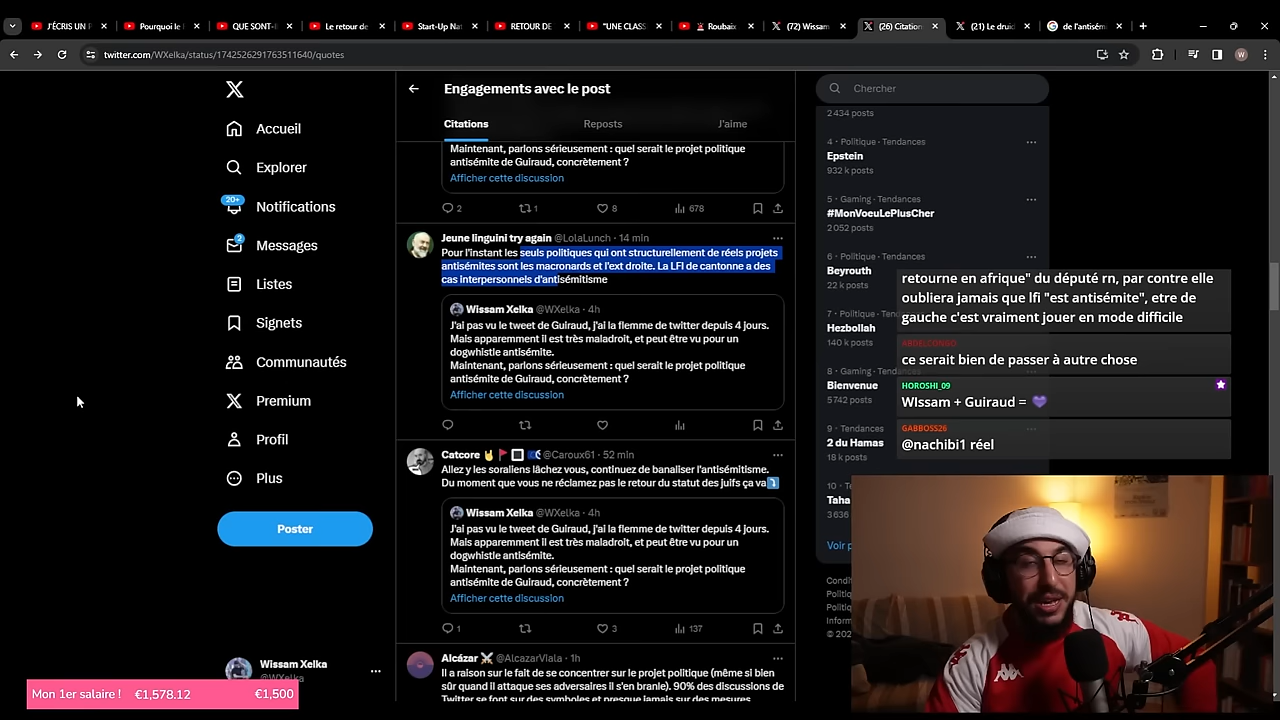 J'ÉCRIS UN P
Pourquoi le
QUE SONT-
Le retour de
Start-Up Nat
RETOUR DE
"UNE CLASS
Roubaix
(72) Wissam
(26) Citation
(21) Le druid
de l'antisém
twitter.com/WXelka/status/1742526291763511640/quotes
Accueil
Explorer
20+
Notifications
2
Messages
Listes
Signets
Communautés
Premium
Profil
Plus
Poster
Wissam Xelka
@WXelka
Mon 1er salaire ! €1,578.12 €1,500
Engagements avec le post
Citations Reposts J'aime
Maintenant, parlons sérieusement : quel serait le projet politique
antisémite de Guiraud, concrètement ?
Afficher cette discussion
2 1 8 678
Jeune linguini try again @LolaLunch · 14 min
Pour l'instant les seuls politiques qui ont structurellement de réels projets
antisémites sont les macronards et l'ext droite. La LFI de cantonne a des
cas interpersonnels d'antisémitisme
Wissam Xelka @WXelka · 4h
J'ai pas vu le tweet de Guiraud, j'ai la flemme de twitter depuis 4 jours.
Mais apparemment il est très maladroit, et peut être vu pour un
dogwhistle antisémite.
Maintenant, parlons sérieusement : quel serait le projet politique
antisémite de Guiraud, concrètement ?
Afficher cette discussion
Catcore @Caroux61 · 52 min
Allez y les soraliens lâchez vous, continuez de banaliser l'antisémitisme.
Du moment que vous ne réclamez pas le retour du statut des juifs ça va
Wissam Xelka @WXelka · 4h
J'ai pas vu le tweet de Guiraud, j'ai la flemme de twitter depuis 4 jours.
Mais apparemment il est très maladroit, et peut être vu pour un
dogwhistle antisémite.
Maintenant, parlons sérieusement : quel serait le projet politique
antisémite de Guiraud, concrètement ?
Afficher cette discussion
1 3 137
Alcázar @AlcazarViala · 1h
Il a raison sur le fait de se concentrer sur le projet politique (même si bien
sûr quand il attaque ses adversaires il s'en branle). 90% des discussions de
Twitter se font sur des symboles et presque jamais sur des mesures
Chercher
2 434 posts
4 · Politique · Tendances
Epstein
932 k posts
5 · Gaming · Tendances
#MonVoeuLePlusCher
2 052 posts
6 · Politique · Tendances
Beyrouth
22 k posts
7 · Politique · Tend
Hezbollah
140 k posts
8 · Gaming · Tend
Bienvenue
5 742 posts
9 · Tendances
2 du Hamas
18 k posts
10
Taha
3 636
Voir p
Condit
Politiq
Politiq
Inform
© 202
retourne en afrique" du député rn, par contre elle
oubliera jamais que lfi "est antisémite", etre de
gauche c'est vraiment jouer en mode difficile
ce serait bien de passer à autre chose
HOROSHI_09
WIssam + Guiraud = 💜
GABBOSS26
@nachibi1 réel